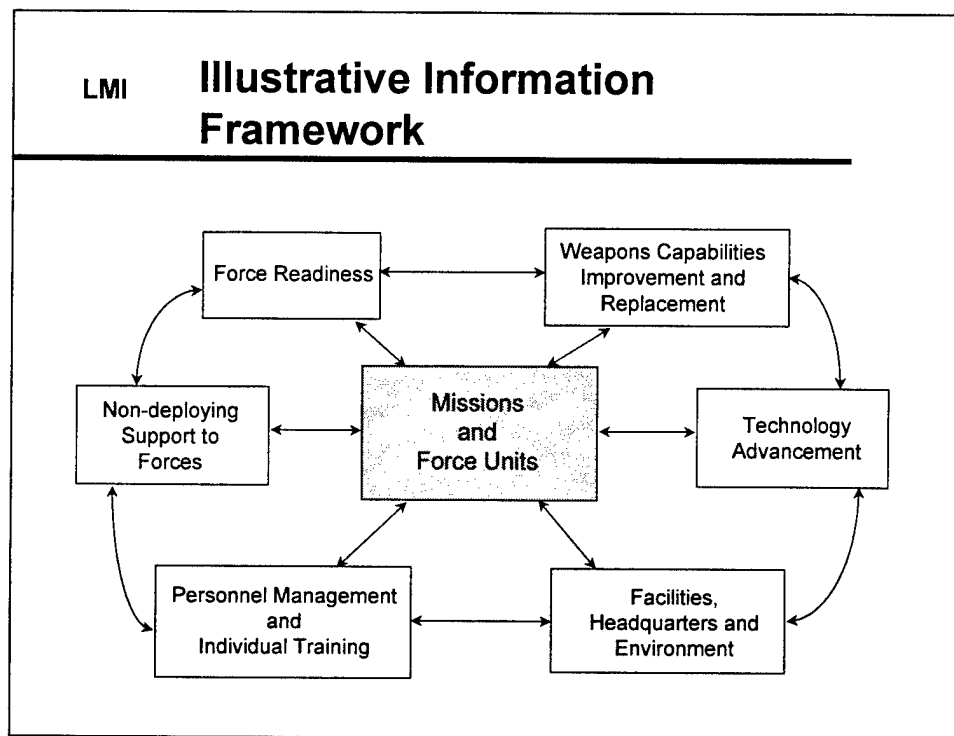 LMI
Illustrative Information
Framework
Force Readiness
Weapons Capabilities
Improvement and
Replacement
Non-deploying
Support to
Forces
Missions
and
Force Units
Technology
Advancement
Personnel Management
and
Individual Training
Facilities,
Headquarters and
Environment